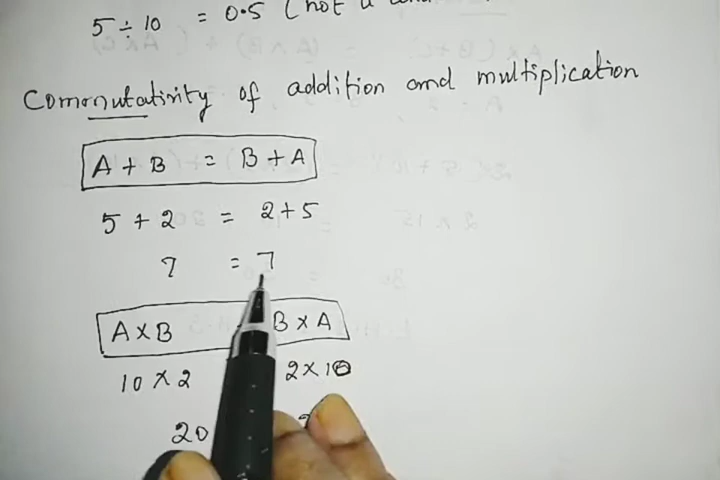 5 ÷ 10 = 0.5 (not a
Commutativity of addition and multiplication
A + B = B + A
5 + 2 = 2 + 5
7 = 7
A × B B × A
10 × 2 2 × 10
20